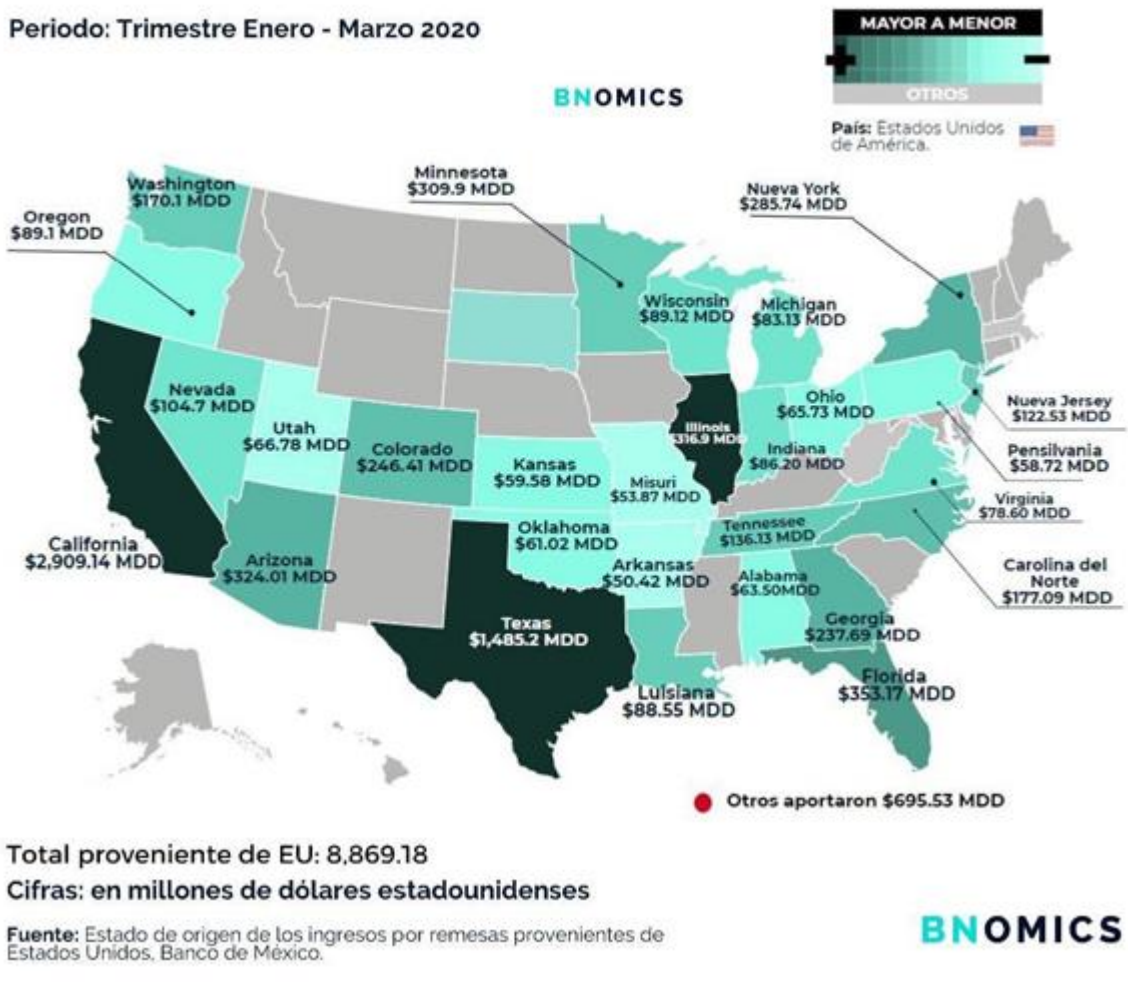 Periodo: Trimestre Enero - Marzo 2020
MAYOR A MENOR
+
−
OTROS
País: Estados Unidos
de América.
BNOMICS
Washington
$170.1 MDD
Oregon
$89.1 MDD
Minnesota
$309.9 MDD
Nueva York
$285.74 MDD
Wisconsin
$89.12 MDD
Michigan
$83.13 MDD
Nevada
$104.7 MDD
Utah
$66.78 MDD
Colorado
$246.41 MDD
Kansas
$59.58 MDD
Misuri
$53.87 MDD
Illinois
$316.9 MDD
Indiana
$86.20 MDD
Ohio
$65.73 MDD
Nueva Jersey
$122.53 MDD
Pensilvania
$58.72 MDD
Virginia
$78.60 MDD
California
$2,909.14 MDD
Arizona
$324.01 MDD
Oklahoma
$61.02 MDD
Arkansas
$50.42 MDD
Tennessee
$136.13 MDD
Alabama
$63.50MDD
Carolina del
Norte
$177.09 MDD
Texas
$1,485.2 MDD
Georgia
$237.69 MDD
Luisiana
$88.55 MDD
Florida
$353.17 MDD
Otros aportaron $695.53 MDD
Total proveniente de EU: 8,869.18
Cifras: en millones de dólares estadounidenses
Fuente: Estado de origen de los ingresos por remesas provenientes de
Estados Unidos, Banco de México.
BNOMICS